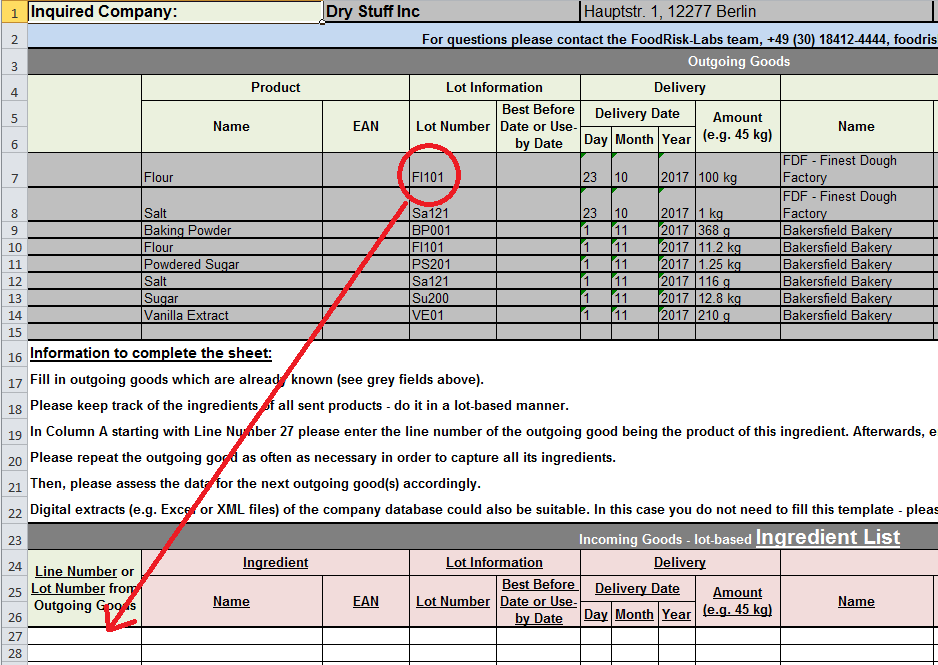 1 Inquired Company: Dry Stuff Inc Hauptstr. 1, 12277 Berlin
2 For questions please contact the FoodRisk-Labs team, +49 (30) 18412-4444, foodris
3 Outgoing Goods
4 Product Lot Information Delivery
5 Name EAN Lot Number Best Before Date or Use-by Date Delivery Date Amount (e.g. 45 kg) Name
6 Day Month Year
7 Flour Fl101 23 10 2017 100 kg FDF - Finest Dough Factory
8 Salt Sa121 23 10 2017 1 kg FDF - Finest Dough Factory
9 Baking Powder BP001 1 11 2017 368 g Bakersfield Bakery
10 Flour Fl101 1 11 2017 11.2 kg Bakersfield Bakery
11 Powdered Sugar PS201 1 11 2017 1.25 kg Bakersfield Bakery
12 Salt Sa121 1 11 2017 116 g Bakersfield Bakery
13 Sugar Su200 1 11 2017 12.8 kg Bakersfield Bakery
14 Vanilla Extract VE01 1 11 2017 210 g Bakersfield Bakery
15
16 Information to complete the sheet:
17 Fill in outgoing goods which are already known (see grey fields above).
18 Please keep track of the ingredients of all sent products - do it in a lot-based manner.
19 In Column A starting with Line Number 27 please enter the line number of the outgoing good being the product of this ingredient. Afterwards, e
20 Please repeat the outgoing good as often as necessary in order to capture all its ingredients.
21 Then, please assess the data for the next outgoing good(s) accordingly.
22 Digital extracts (e.g. Excel or XML files) of the company database could also be suitable. In this case you do not need to fill this template - pleas
23 Incoming Goods - lot-based Ingredient List
24 Line Number or Lot Number from Outgoing Goods Ingredient Lot Information Delivery
25 Name EAN Lot Number Best Before Date or Use-by Date Delivery Date Amount (e.g. 45 kg) Name
26 Day Month Year
27
28